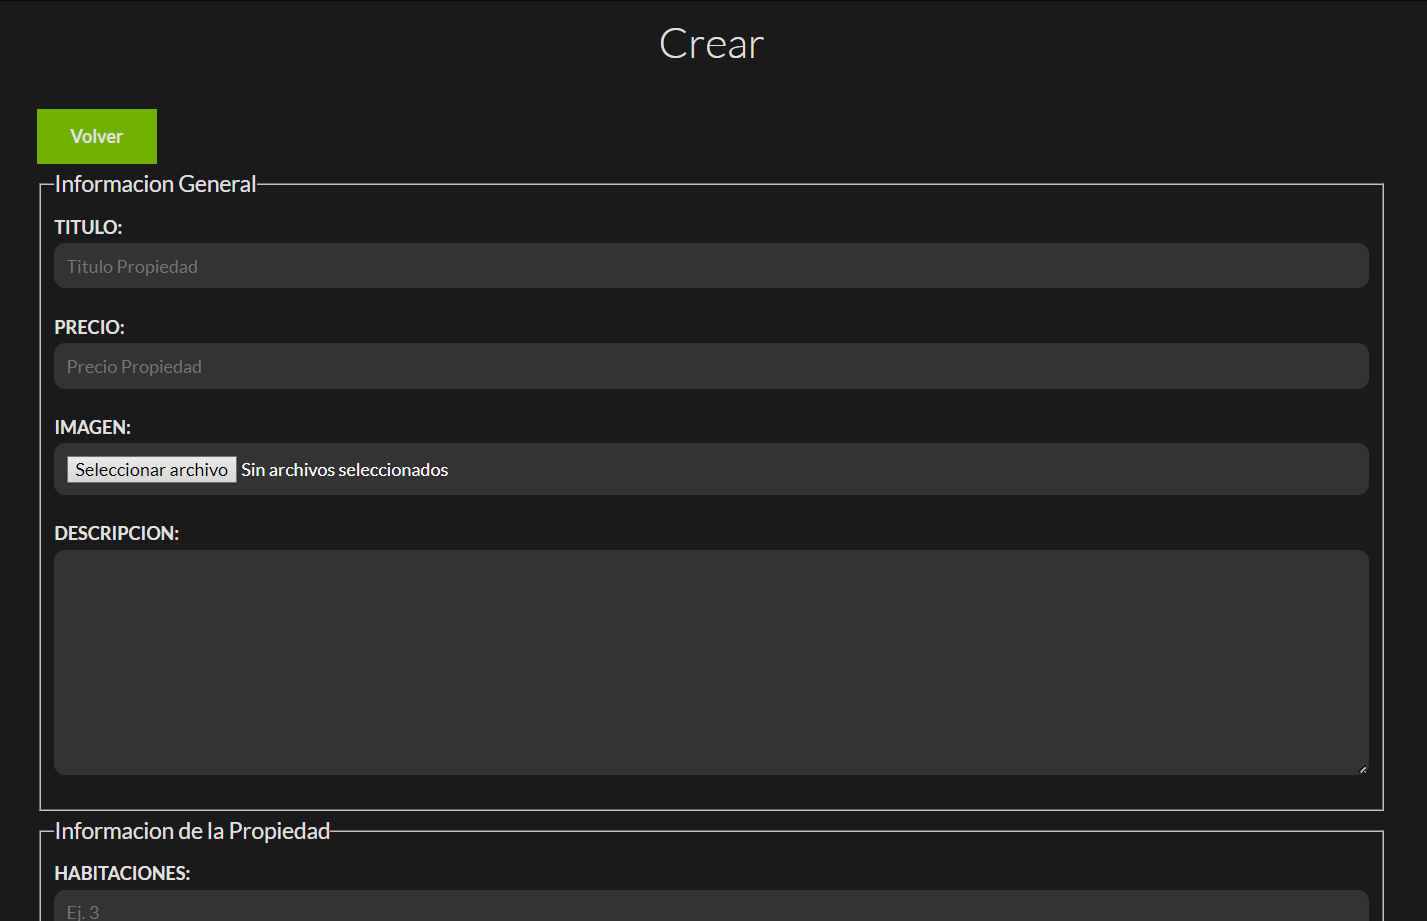 Crear
Volver
Informacion General
TITULO:
Titulo Propiedad
PRECIO:
Precio Propiedad
IMAGEN:
Seleccionar archivo Sin archivos seleccionados
DESCRIPCION:
Informacion de la Propiedad
HABITACIONES:
Ej. 3